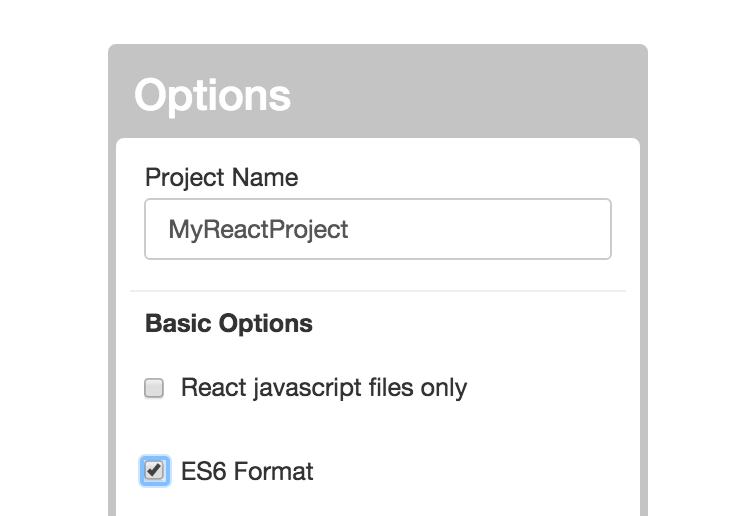 Options
Project Name
MyReactProject
Basic Options
React javascript files only
ES6 Format